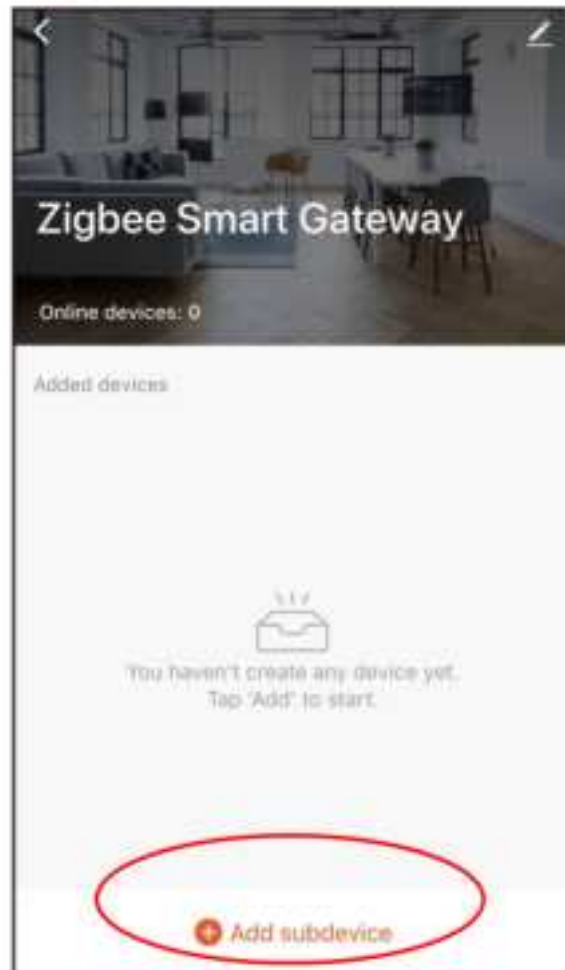 Zigbee Smart Gateway
Online devices: 0
Added devices
You haven't create any device yet.
Tap 'Add' to start.
Add subdevice